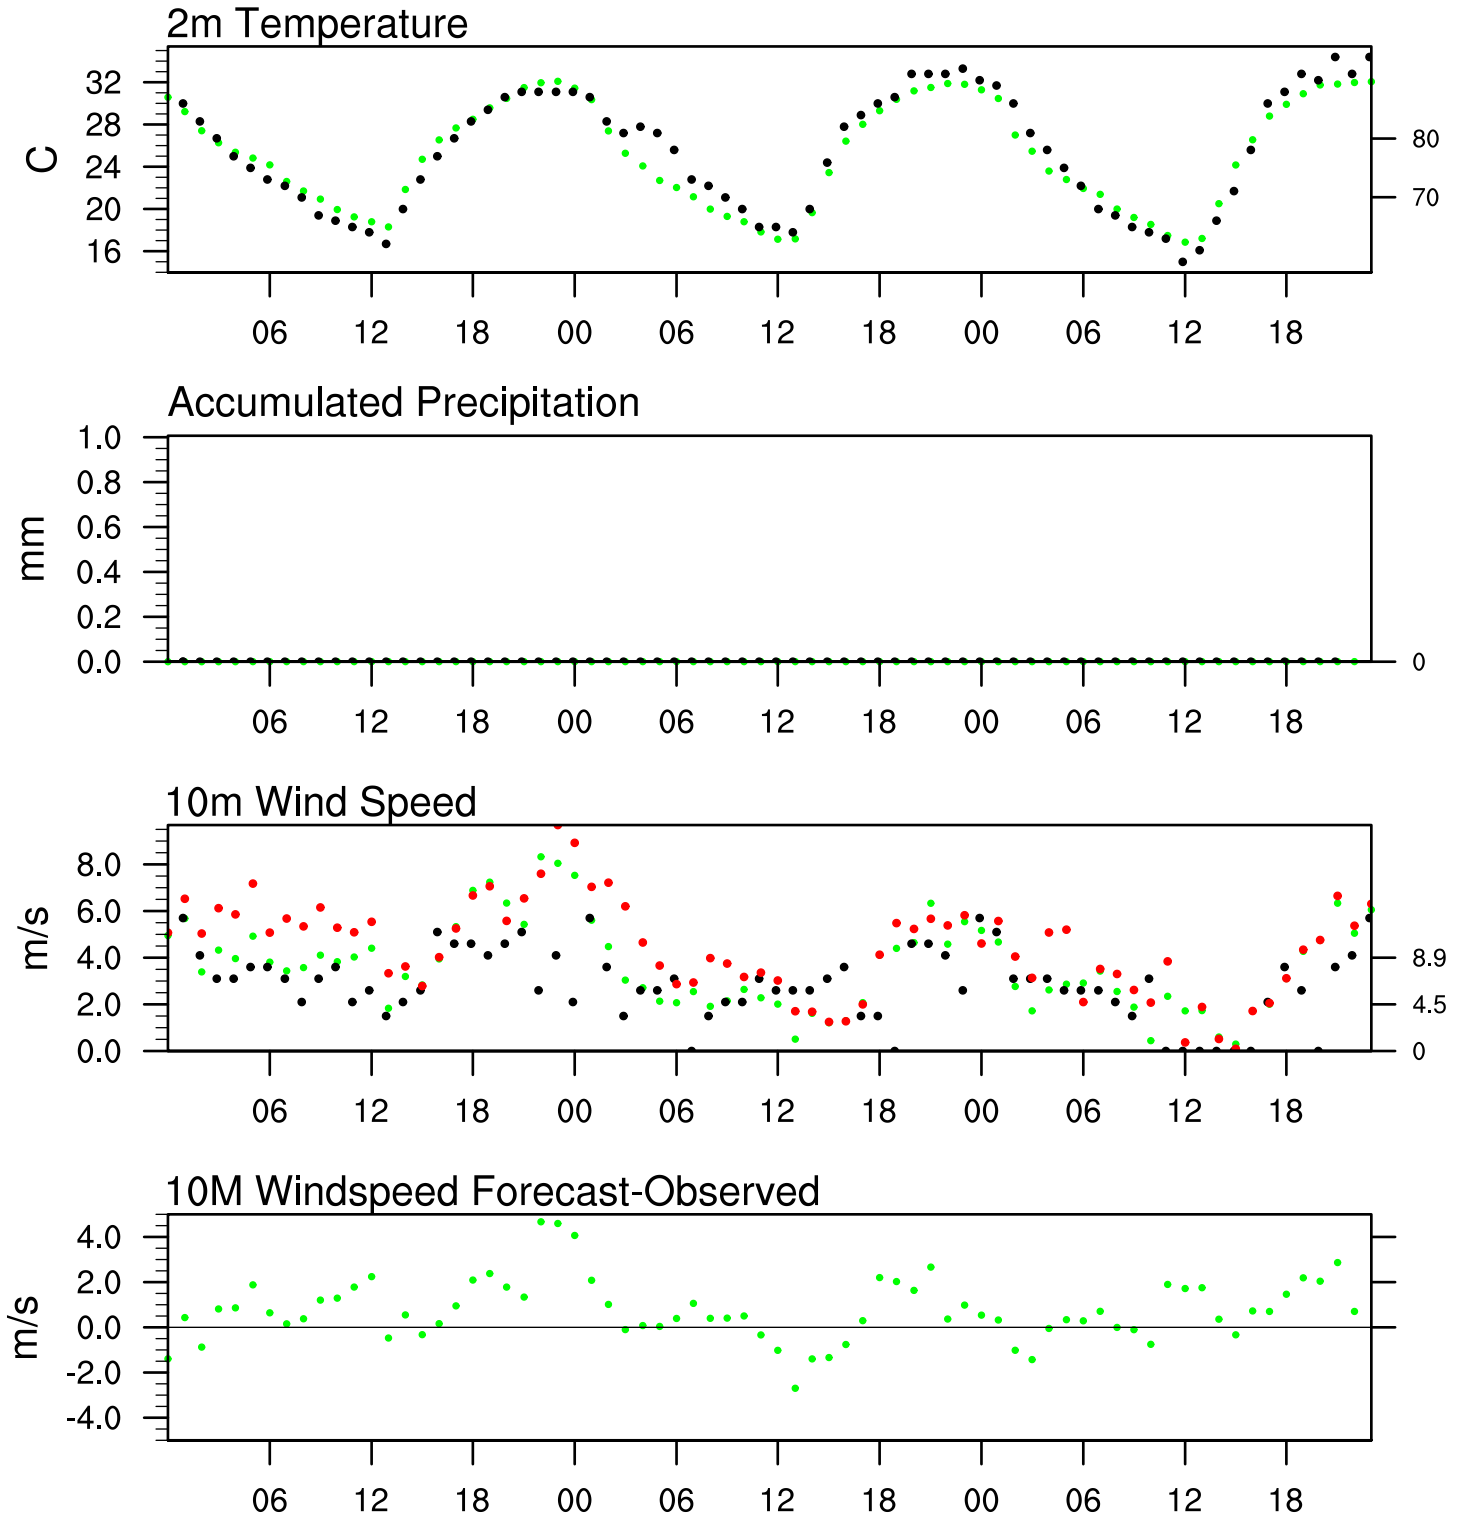 2m Temperature
32
28
24
20
16
C
80
70
06 12 18 00 06 12 18 00 06 12 18
Accumulated Precipitation
1.0
0.8
0.6
0.4
0.2
0.0
mm
0
06 12 18 00 06 12 18 00 06 12 18
10m Wind Speed
8.0
6.0
4.0
2.0
0.0
m/s
8.9
4.5
0
06 12 18 00 06 12 18 00 06 12 18
10M Windspeed Forecast-Observed
4.0
2.0
0.0
-2.0
-4.0
m/s
06 12 18 00 06 12 18 00 06 12 18